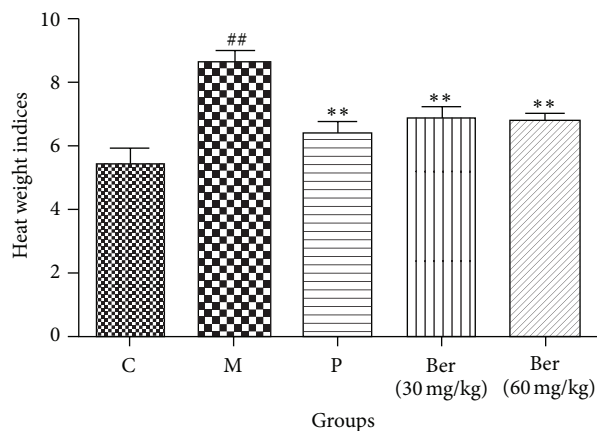 10
8
6
4
2
0
Heat weight indices
##
**
**
**
C
M
P
Ber
(30 mg/kg)
Ber
(60 mg/kg)
Groups